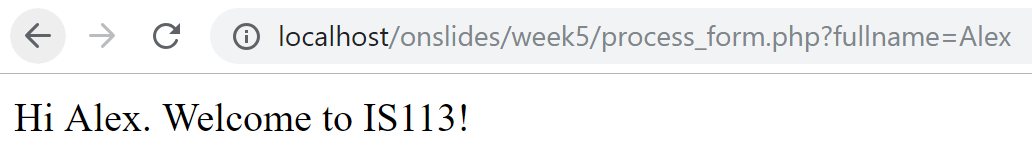 localhost/onslides/week5/process_form.php?fullname=Alex
Hi Alex. Welcome to IS113!